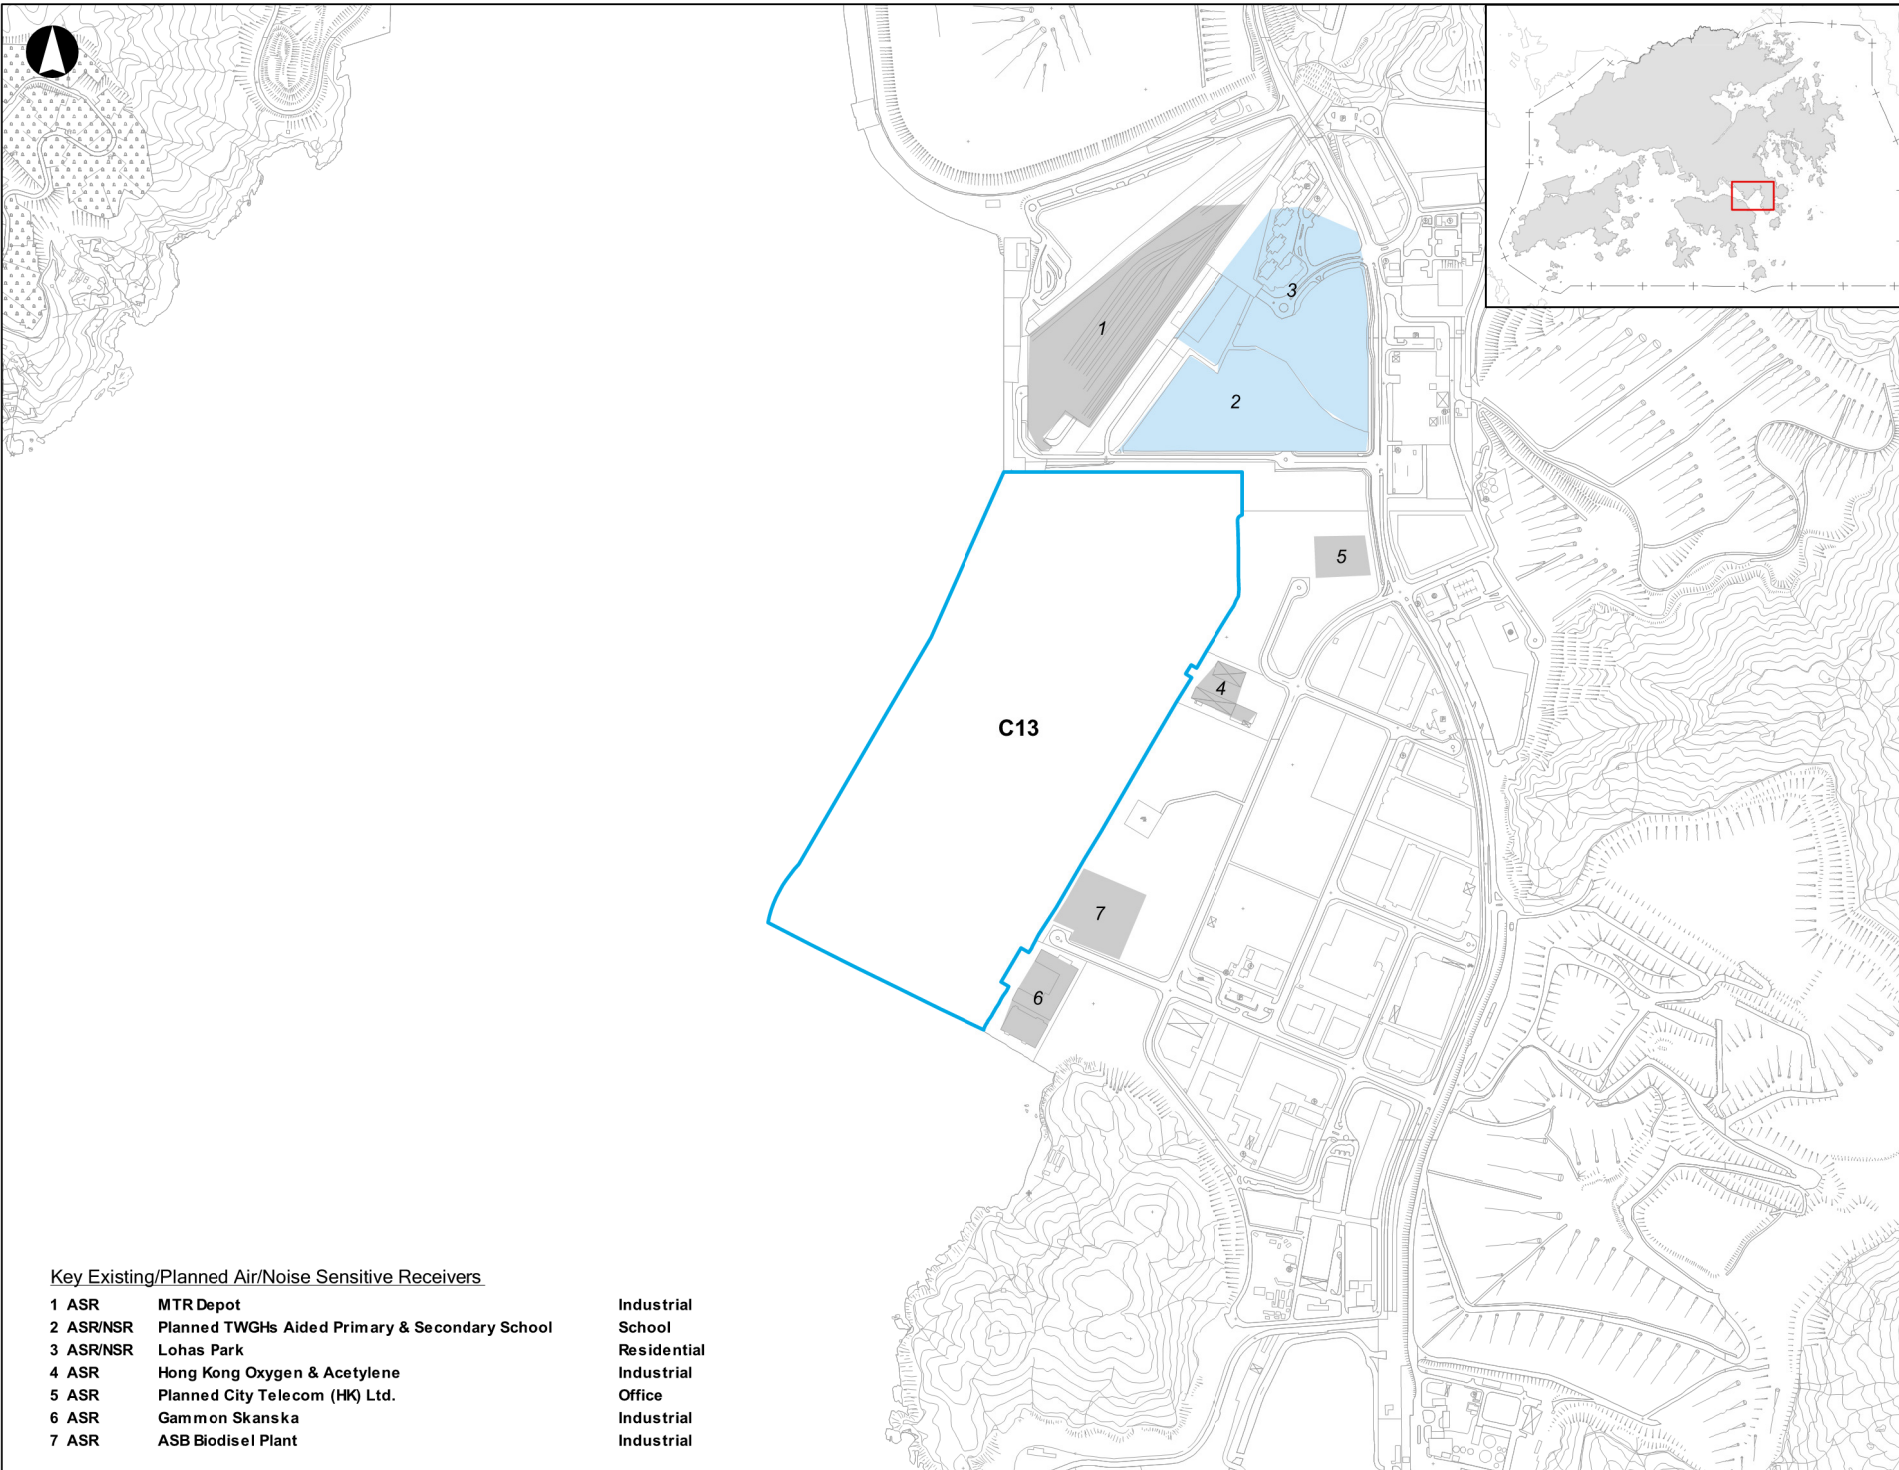 1
3
2
5
4
C13
7
6
Key Existing/Planned Air/Noise Sensitive Receivers
1 ASR MTR Depot Industrial
2 ASR/NSR Planned TWGHs Aided Primary & Secondary School School
3 ASR/NSR Lohas Park Residential
4 ASR Hong Kong Oxygen & Acetylene Industrial
5 ASR Planned City Telecom (HK) Ltd. Office
6 ASR Gammon Skanska Industrial
7 ASR ASB Biodisel Plant Industrial